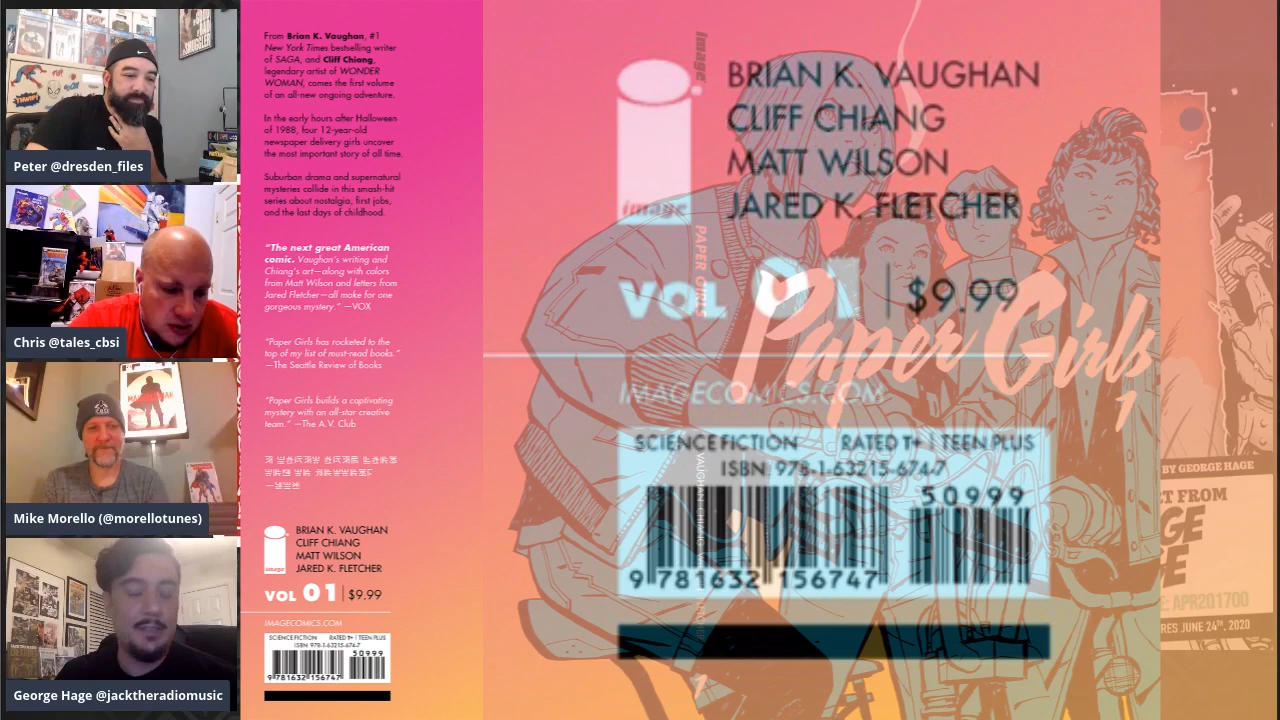 Peter @dresden_files
Chris @tales_cbsi
Mike Morello (@morellotunes)
George Hage @jacktheradiomusic
From Brian K. Vaughan, #1
New York Times bestselling writer
of SAGA, and Cliff Chiang,
legendary artist of WONDER
WOMAN, comes the first volume
of an all-new ongoing adventure.
In the early hours after Halloween
of 1988, four 12-year-old
newspaper delivery girls uncover
the most important story of all time.
Suburban drama and supernatural
mysteries collide in this smash-hit
series about nostalgia, first jobs,
and the last days of childhood.
“The next great American
comic. Vaughan's writing and
Chiang's art—along with colors
from Matt Wilson and letters from
Jared Fletcher—all make for one
gorgeous mystery.” —VOX
“Paper Girls has rocketed to the
top of my list of must-read books.”
—The Seattle Review of Books
“Paper Girls builds a captivating
mystery with an all-star creative
team.” —The A.V. Club
image
BRIAN K. VAUGHAN
CLIFF CHIANG
MATT WILSON
JARED K. FLETCHER
VOL 01 | $9.99
IMAGECOMICS.COM
SCIENCE FICTION RATED T+ | TEEN PLUS
ISBN: 978-1-63215-674-7
50999
9 781632 156747
image
PAPER GIRLS
1
image
BRIAN K. VAUGHAN
CLIFF CHIANG
MATT WILSON
JARED K. FLETCHER
VOL 01 | $9.99
IMAGECOMICS.COM
SCIENCE FICTION RATED T+ | TEEN PLUS
ISBN: 978-1-63215-674-7
50999
9 781632 156747
Paper Girls
1
BY GEORGE HAGE
FROM
APR201700
JUNE 24TH, 2020